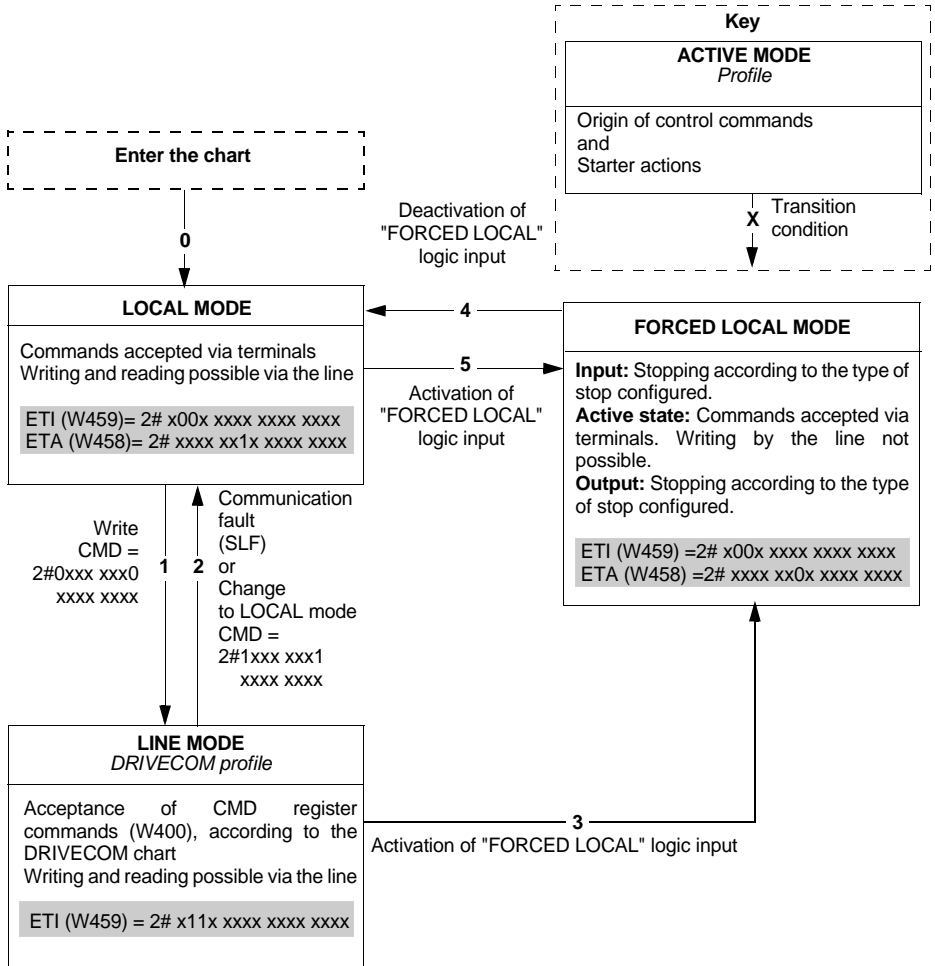 Key
ACTIVE MODE
Profile
Origin of control commands
and
Starter actions
X
Transition
condition
Enter the chart
0
Deactivation of
"FORCED LOCAL"
logic input
LOCAL MODE
Commands accepted via terminals
Writing and reading possible via the line
ETI (W459)= 2# x00x xxxx xxxx xxxx
ETA (W458)= 2# xxxx xx1x xxxx xxxx
4
5
Activation of
"FORCED LOCAL"
logic input
FORCED LOCAL MODE
Input: Stopping according to the type of
stop configured.
Active state: Commands accepted via
terminals. Writing by the line not
possible.
Output: Stopping according to the type
of stop configured.
ETI (W459) =2# x00x xxxx xxxx xxxx
ETA (W458) =2# xxxx xx0x xxxx xxxx
Write
CMD =
2#0xxx xxx0
xxxx xxxx
1
2
Communication
fault
(SLF)
or
Change
to LOCAL mode
CMD =
2#1xxx xxx1
xxxx xxxx
LINE MODE
DRIVECOM profile
Acceptance of CMD register
commands (W400), according to the
DRIVECOM chart
Writing and reading possible via the line
ETI (W459) = 2# x11x xxxx xxxx xxxx
3
Activation of "FORCED LOCAL" logic input